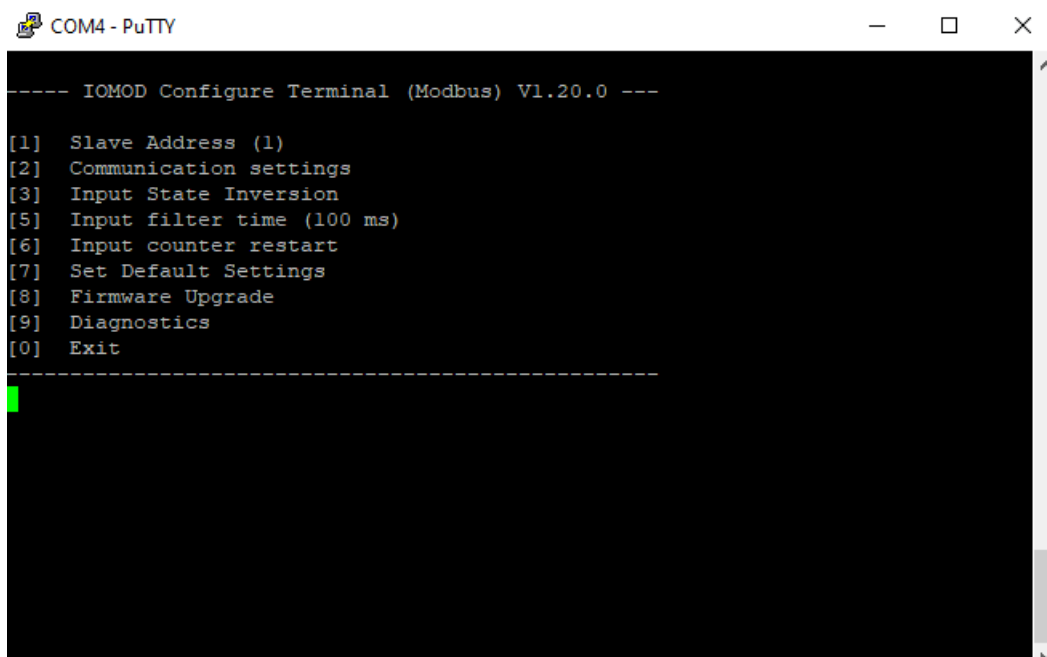 COM4 - PuTTY
----- IOMOD Configure Terminal (Modbus) V1.20.0 ---
[1]  Slave Address (1)
[2]  Communication settings
[3]  Input State Inversion
[5]  Input filter time (100 ms)
[6]  Input counter restart
[7]  Set Default Settings
[8]  Firmware Upgrade
[9]  Diagnostics
[0]  Exit
---------------------------------------------------